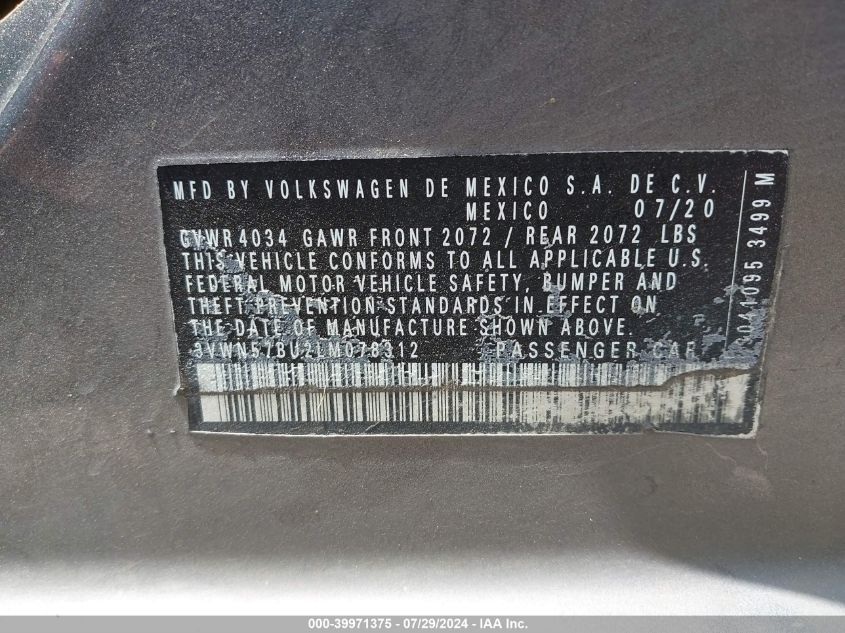 MFD BY VOLKSWAGEN DE MEXICO S.A. DE C.V.
MEXICO 07/20
GVWR 4034 GAWR FRONT 2072 / REAR 2072 LBS
THIS VEHICLE CONFORMS TO ALL APPLICABLE U.S.
FEDERAL MOTOR VEHICLE SAFETY, BUMPER AND
THEFT PREVENTION STANDARDS IN EFFECT ON
THE DATE OF MANUFACTURE SHOWN ABOVE.
3VWN57BU2LM078312 PASSENGER CAR
041095 3499 M
000-39971375 - 07/29/2024 - IAA Inc.